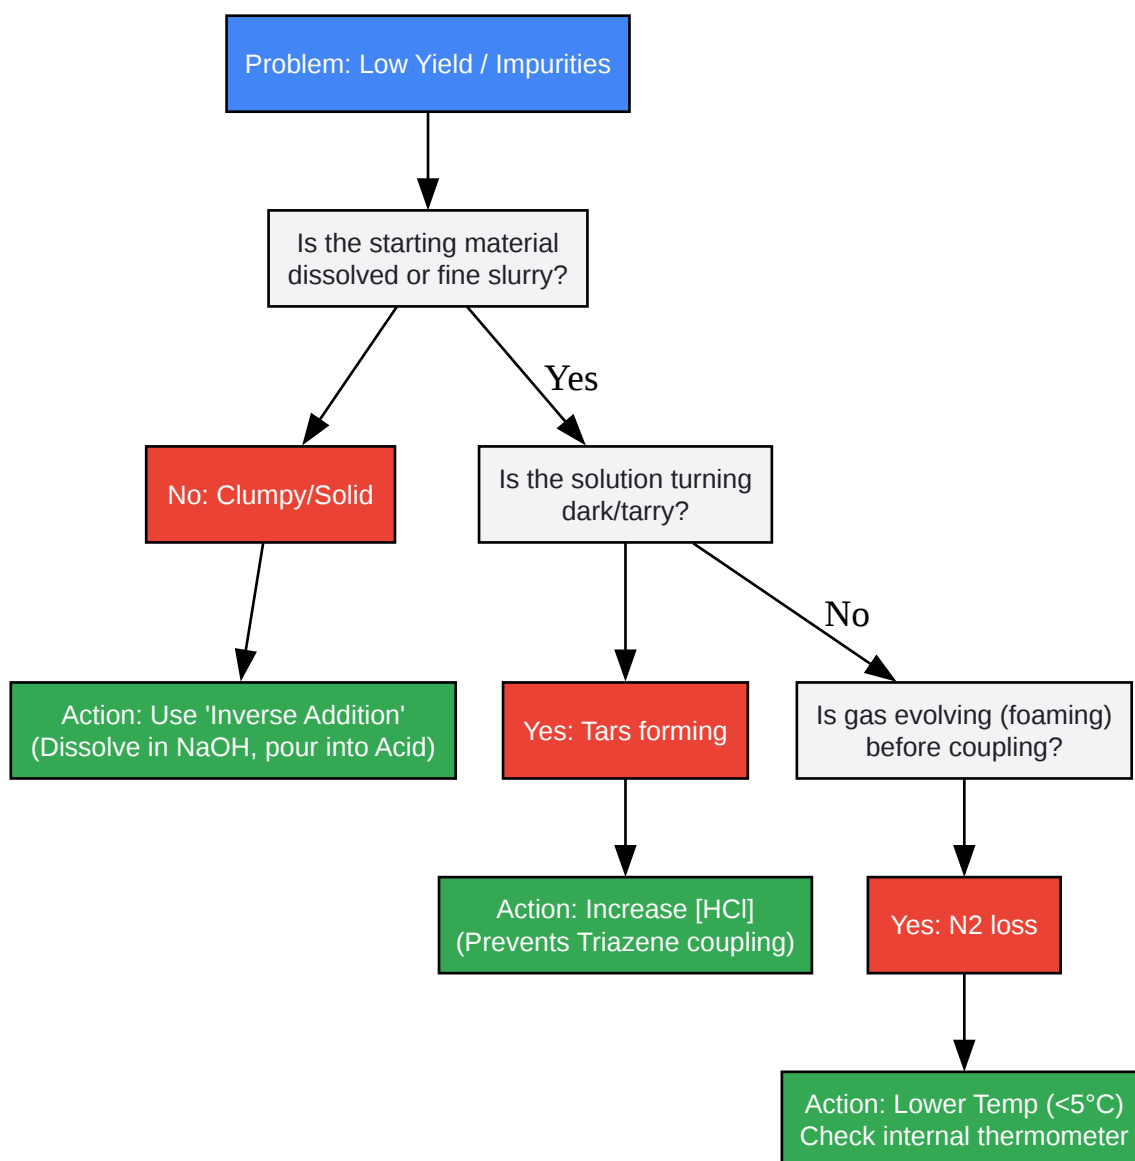 Problem: Low Yield / Impurities
Is the starting material
dissolved or fine slurry?
Yes
No: Clumpy/Solid
Is the solution turning
dark/tarry?
No
Action: Use 'Inverse Addition'
(Dissolve in NaOH, pour into Acid)
Yes: Tars forming
Is gas evolving (foaming)
before coupling?
Action: Increase [HCl]
(Prevents Triazene coupling)
Yes: N2 loss
Action: Lower Temp (<5°C)
Check internal thermometer